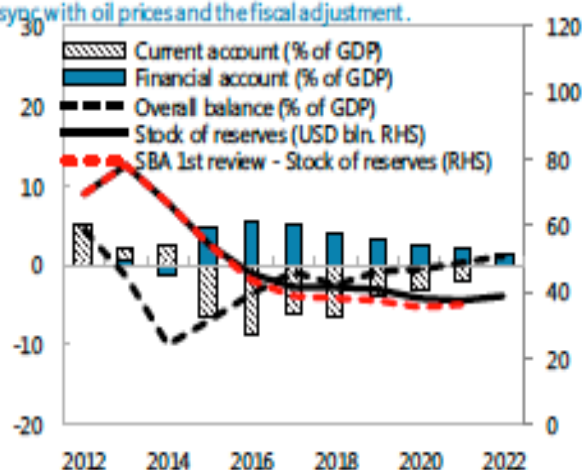 sync with oil prices and the fiscal adjustment.
30
120
Current account (% of GDP)
Financial account (% of GDP)
100
20
Overall balance (% of GDP)
Stock of reserves (USD bln. RHS)
SBA 1st review - Stock of reserves (RHS)
80
10
60
0
40
-10
20
-20
0
2012 2014 2016 2018 2020 2022